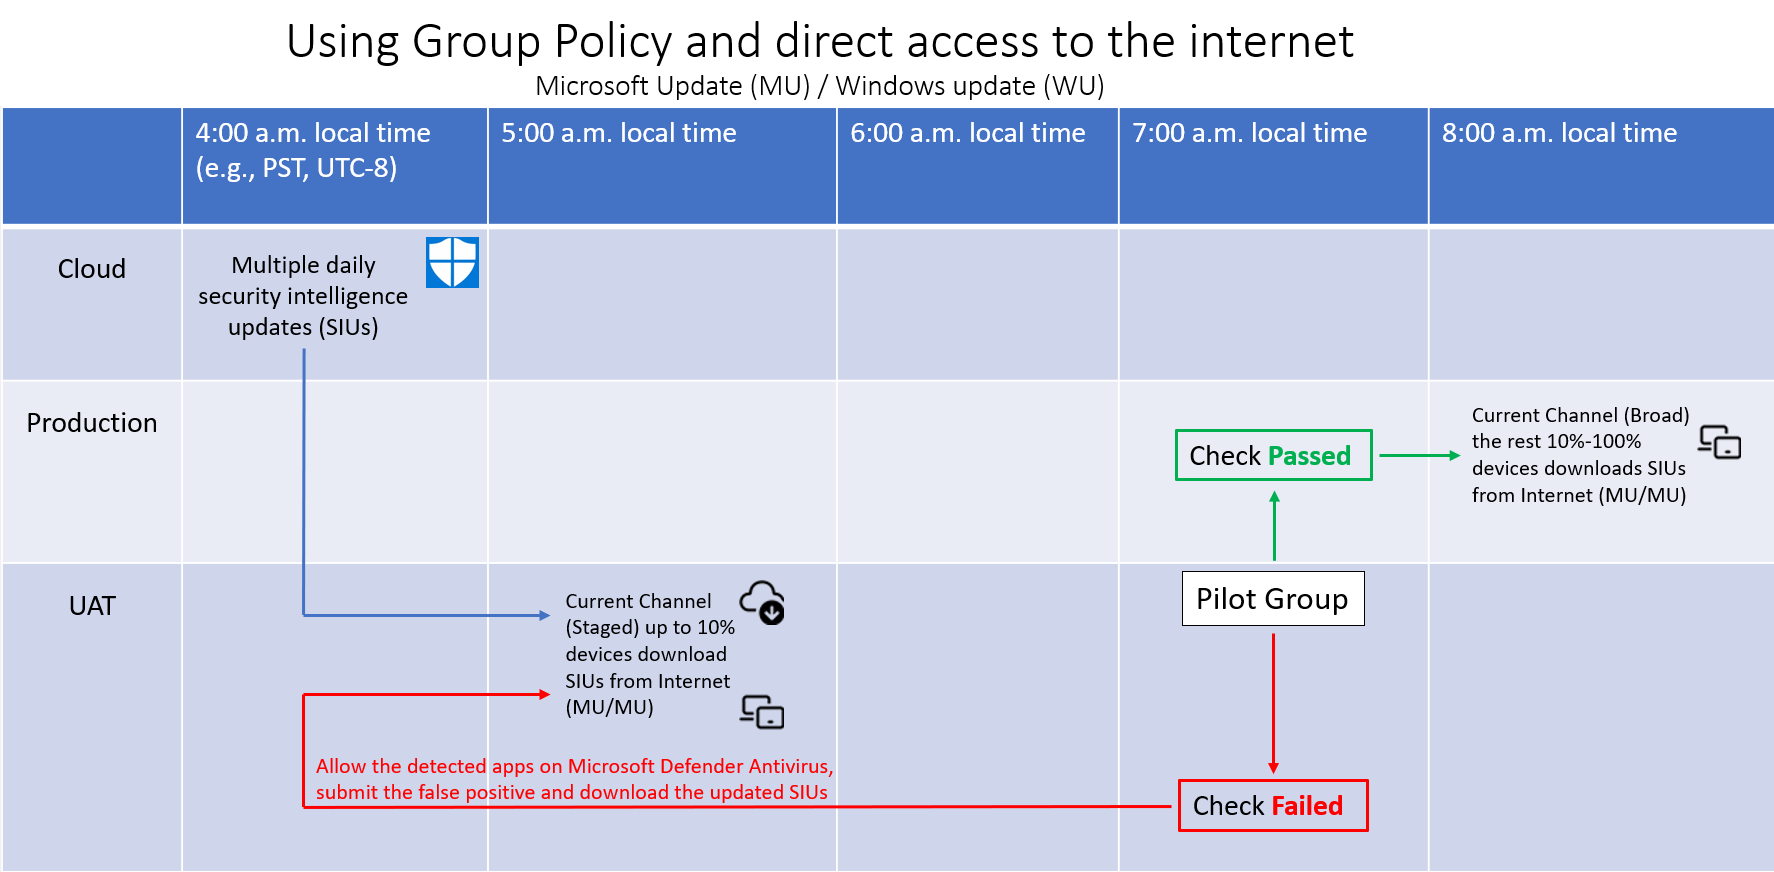 Using Group Policy and direct access to the internet
Microsoft Update (MU) / Windows update (WU)
4:00 a.m. local time
(e.g., PST, UTC-8)
5:00 a.m. local time
6:00 a.m. local time
7:00 a.m. local time
8:00 a.m. local time
Cloud
Multiple daily
security intelligence
updates (SIUs)
Production
Check Passed
Current Channel (Broad)
the rest 10%-100%
devices downloads SIUs
from Internet (MU/MU)
UAT
Current Channel
(Staged) up to 10%
devices download
SIUs from Internet
(MU/MU)
Pilot Group
Allow the detected apps on Microsoft Defender Antivirus,
submit the false positive and download the updated SIUs
Check Failed